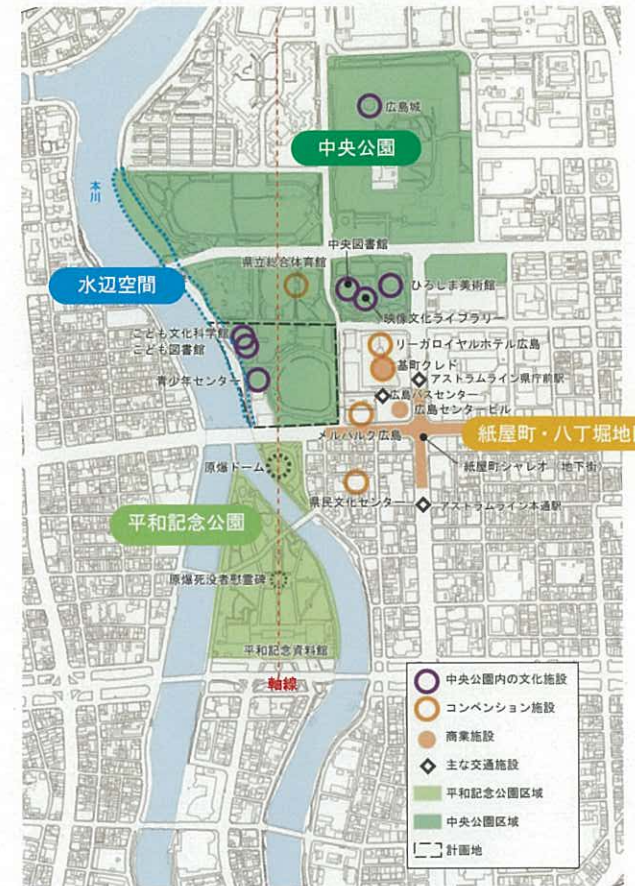 広島城
中央公園
本川
中央図書館
県立総合体育館
ひろしま美術館
水辺空間
映像文化ライブラリー
こども文化科学館
こども図書館
リーガロイヤルホテル広島
基町クレド
青少年センター
アストラムライン県庁前駅
広島バスセンター
広島センタービル
メルパルク広島
紙屋町・八丁堀地
原爆ドーム
紙屋町シャレオ 地下街
県民文化センター
アストラムライン本通駅
平和記念公園
原爆死没者慰霊碑
平和記念資料館
軸線
中央公園内の文化施設
コンベンション施設
商業施設
主な交通施設
平和記念公園区域
中央公園区域
計画地